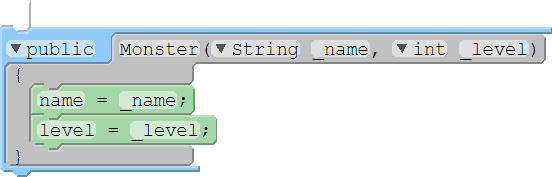 public Monster( String _name, int _level)
{
name = _name;
level = _level;
}